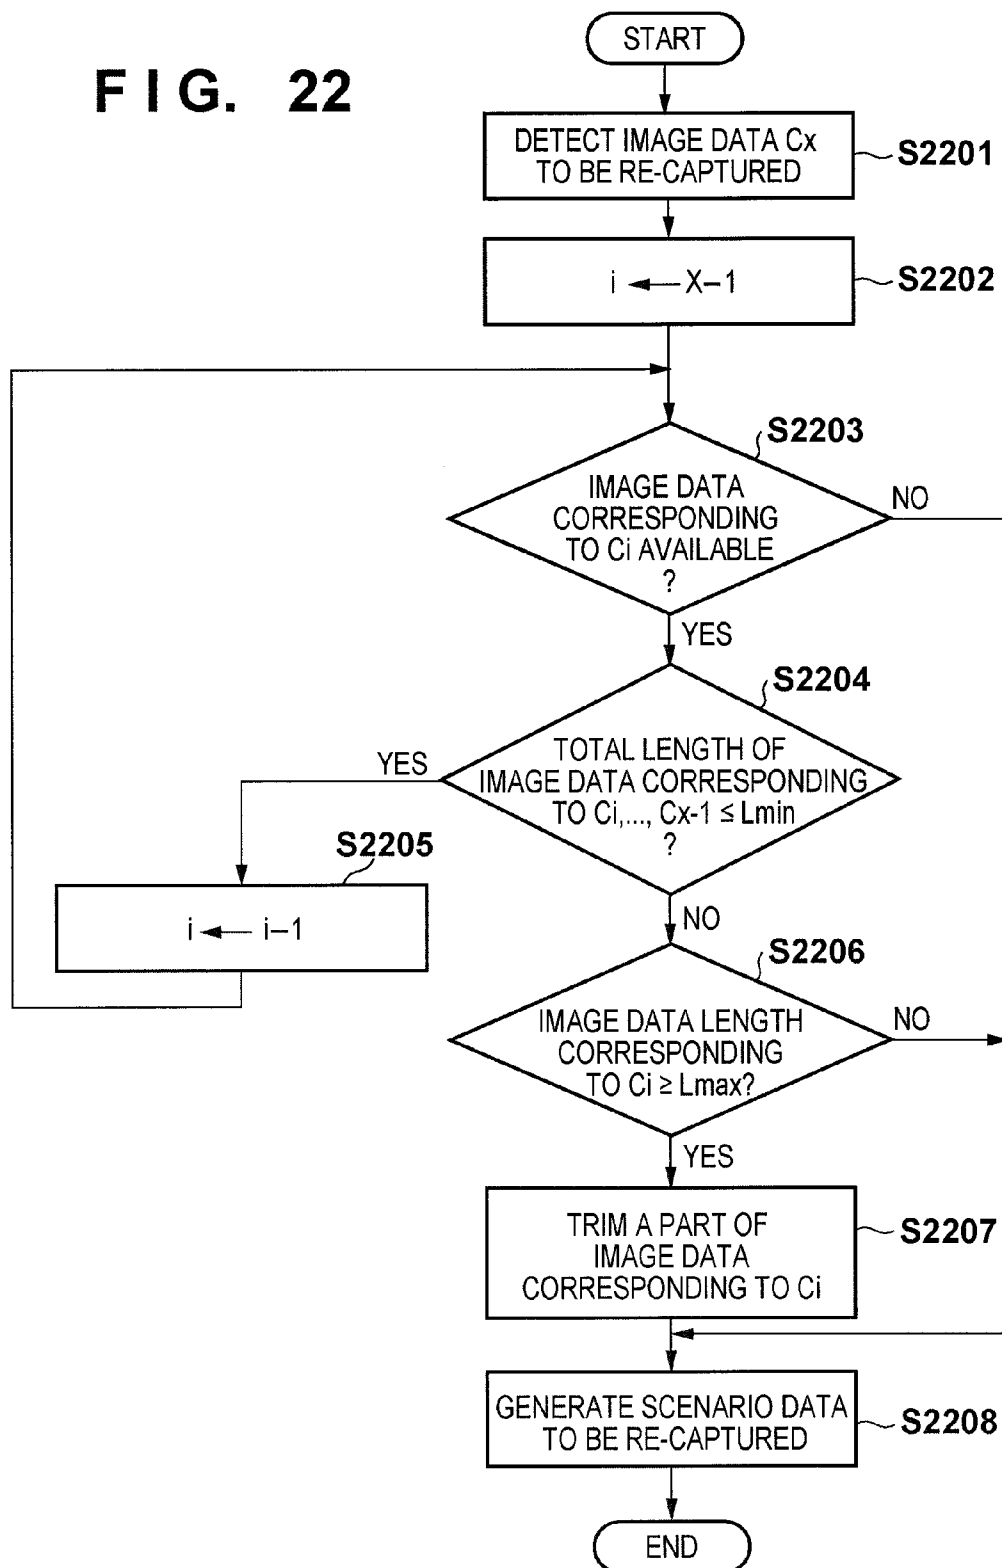 START
FIG. 22
DETECT IMAGE DATA Cx
TO BE RE-CAPTURED
S2201
i ← X–1
S2202
S2203
IMAGE DATA
CORRESPONDING
TO Ci AVAILABLE
?
NO
YES
S2204
TOTAL LENGTH OF
IMAGE DATA CORRESPONDING
TO Ci,..., Cx-1 ≤ Lmin
?
YES
S2205
i ← i–1
NO
S2206
IMAGE DATA LENGTH
CORRESPONDING
TO Ci ≥ Lmax?
NO
YES
TRIM A PART OF
IMAGE DATA
CORRESPONDING TO Ci
S2207
GENERATE SCENARIO DATA
TO BE RE-CAPTURED
S2208
END